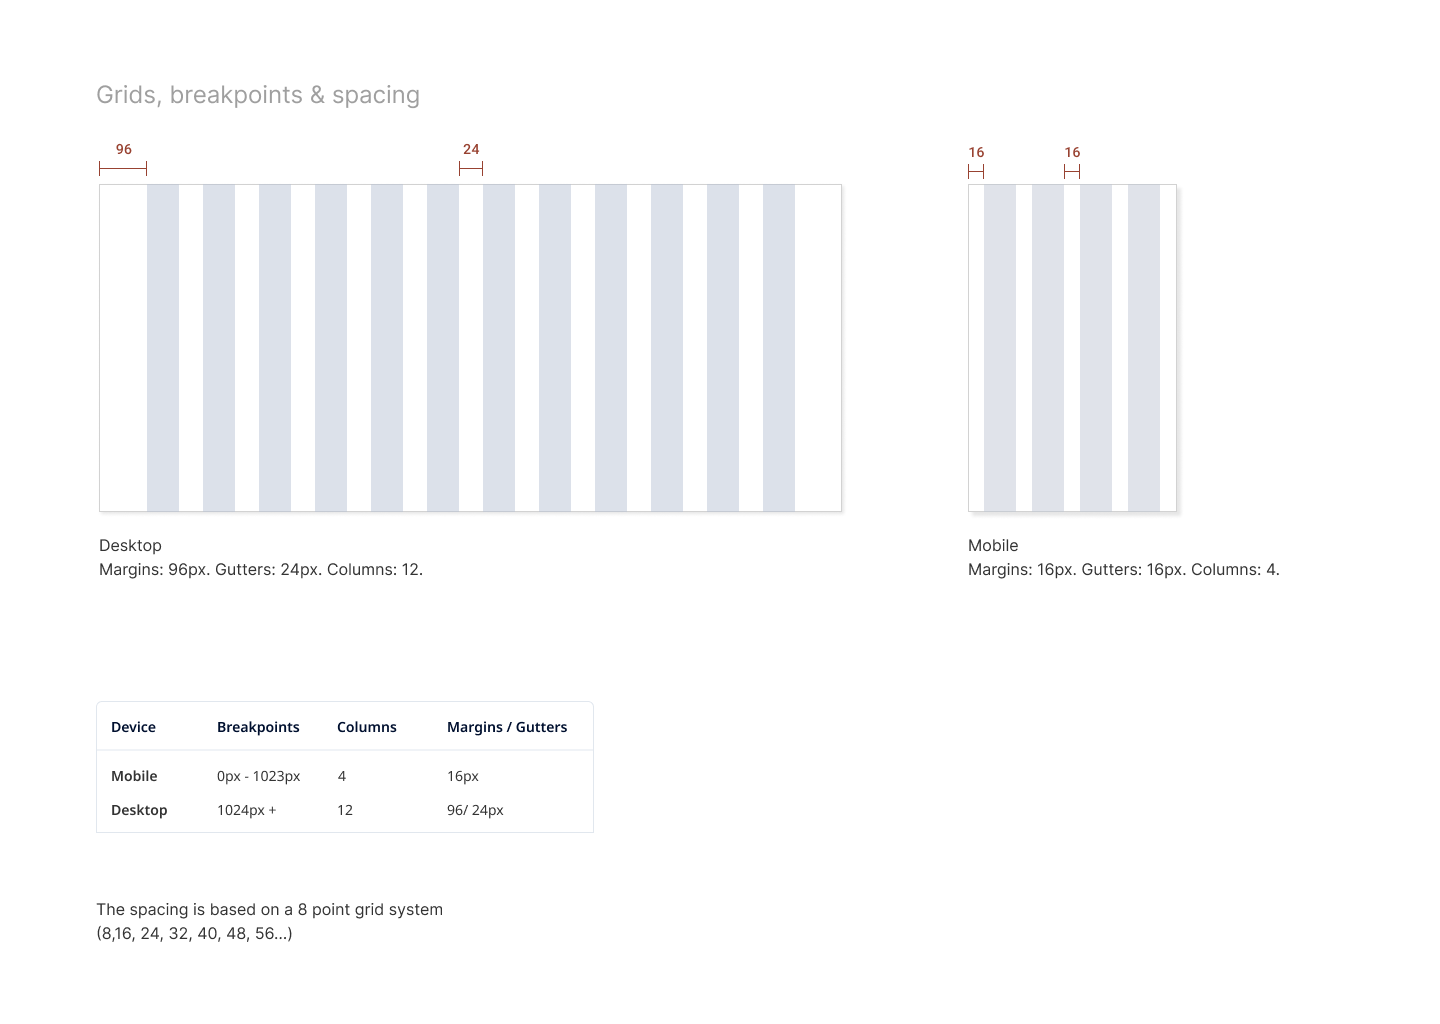 Grids, breakpoints & spacing
96
24
16
16
Desktop
Margins: 96px. Gutters: 24px. Columns: 12.
Mobile
Margins: 16px. Gutters: 16px. Columns: 4.
Device Breakpoints Columns Margins / Gutters
Mobile 0px - 1023px 4 16px
Desktop 1024px + 12 96/ 24px
The spacing is based on a 8 point grid system
(8,16, 24, 32, 40, 48, 56...)